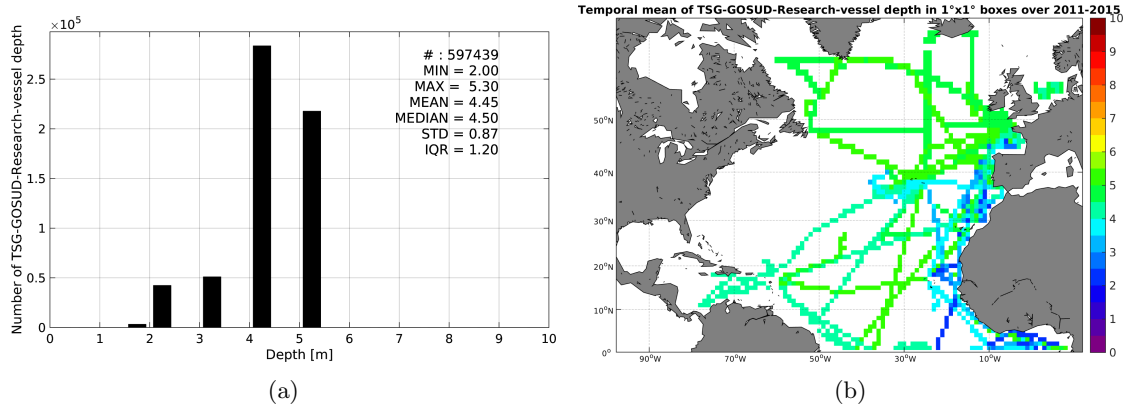 ×10⁵
Number of TSG-GOSUD-Research-vessel depth
2.5
2
1.5
1
0.5
0
# : 597439
MIN = 2.00
MAX = 5.30
MEAN = 4.45
MEDIAN = 4.50
STD = 0.87
IQR = 1.20
0 1 2 3 4 5 6 7 8 9 10
Depth [m]
(a)
Temporal mean of TSG-GOSUD-Research-vessel depth in 1°x1° boxes over 2011-2015
50°N
40°N
30°N
20°N
10°N
0°
90°W 70°W 50°W 30°W 10°W
10
9
8
7
6
5
4
3
2
1
0
(b)